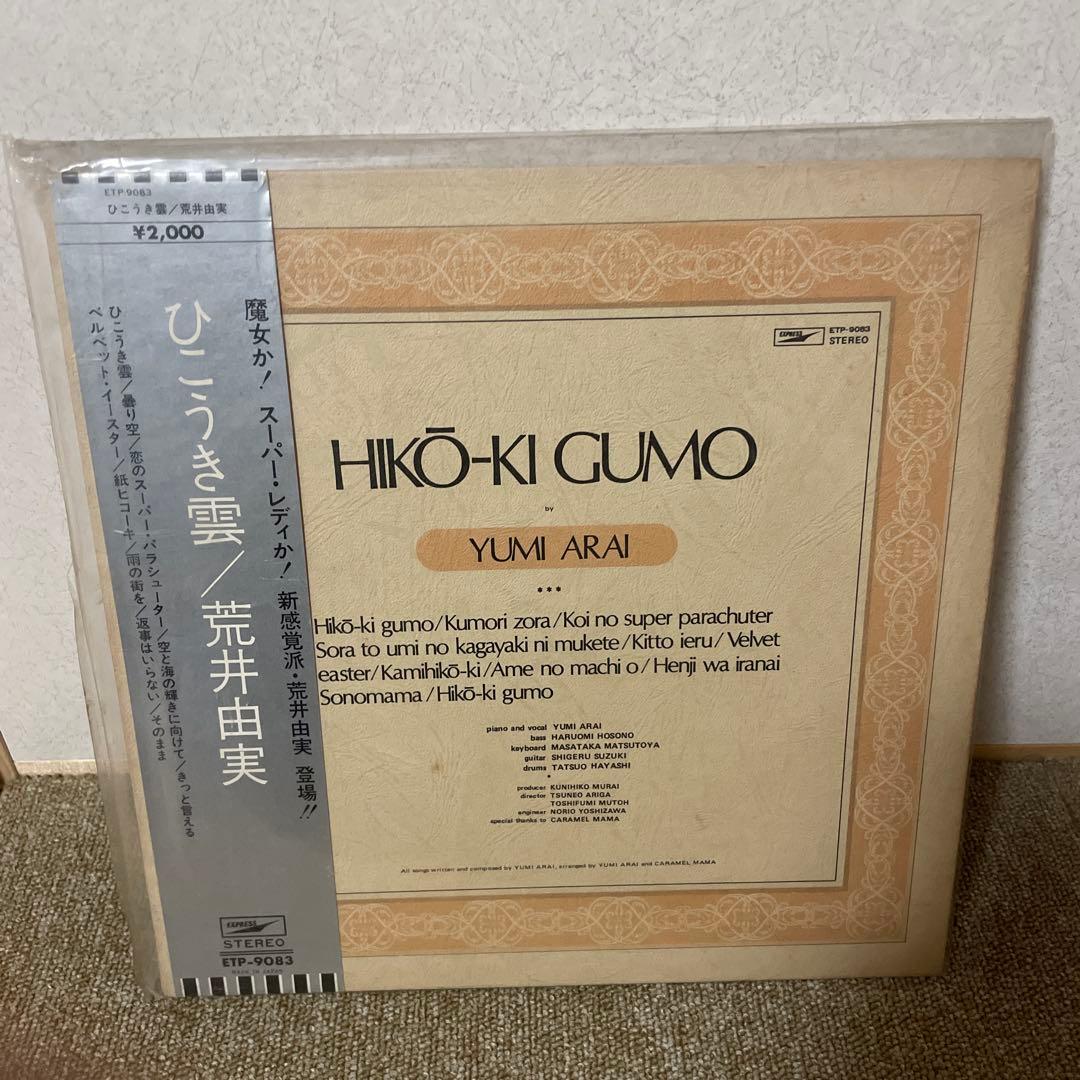 ETP-9083
ひこうき雲/荒井由実
¥2,000
魔女か! スーパー・レディか! 新感覚派・荒井由実 登場!!
ひこうき雲/荒井由実
ひこうき雲/曇り空/恋のスーパー・パラシューター/空と海の輝きに向けて/きっと言える
ベルベット・イースター/紙ヒコーキ/雨の街を/返事はいらない/そのまま
EXPRESS
STEREO
ETP-9083
MADE IN JAPAN
EXPRESS ETP-9083
STEREO
HIKŌ-KI GUMO
by
YUMI ARAI
***
Hikō-ki gumo/Kumori zora/Koi no super parachuter
Sora to umi no kagayaki ni mukete/Kitto ieru/Velvet
easter/Kamihikō-ki/Ame no machi o/Henji wa iranai
Sonomama/Hikō-ki gumo
piano and vocal YUMI ARAI
bass HARUOMI HOSONO
keyboard MASATAKA MATSUTOYA
guitar SHIGERU SUZUKI
drums TATSUO HAYASHI
producer KUNIHIKO MURAI
director TSUNEO ARIGA
TOSHIFUMI MUTOH
engineer NORIO YOSHIZAWA
special thanks to CARAMEL MAMA
All songs written and composed by YUMI ARAI, arranged by YUMI ARAI and CARAMEL MAMA